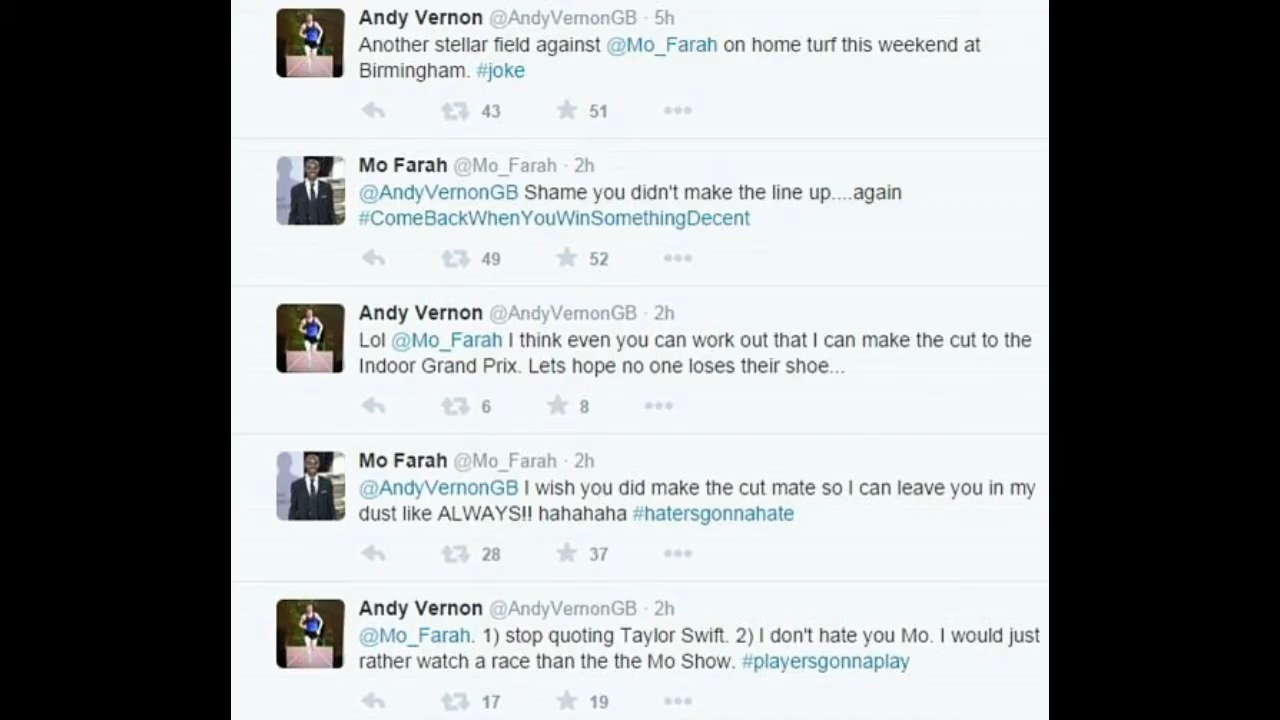 Andy Vernon @AndyVernonGB · 5h
Another stellar field against @Mo_Farah on home turf this weekend at
Birmingham. #joke
43 51
Mo Farah @Mo_Farah · 2h
@AndyVernonGB Shame you didn't make the line up....again
#ComeBackWhenYouWinSomethingDecent
49 52
Andy Vernon @AndyVernonGB · 2h
Lol @Mo_Farah I think even you can work out that I can make the cut to the
Indoor Grand Prix. Lets hope no one loses their shoe...
6 8
Mo Farah @Mo_Farah · 2h
@AndyVernonGB I wish you did make the cut mate so I can leave you in my
dust like ALWAYS!! hahahaha #hatersgonnahate
28 37
Andy Vernon @AndyVernonGB · 2h
@Mo_Farah. 1) stop quoting Taylor Swift. 2) I don't hate you Mo. I would just
rather watch a race than the the Mo Show. #playersgonnaplay
17 19